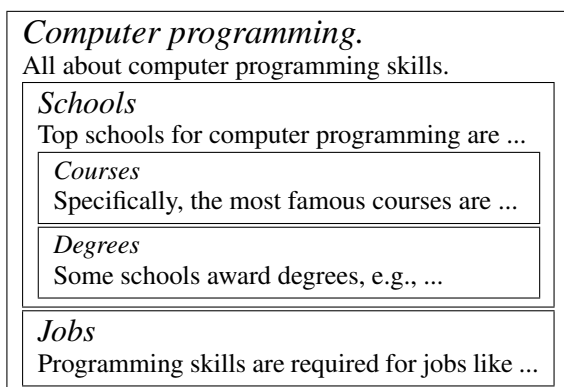 Computer programming.
All about computer programming skills.
Schools
Top schools for computer programming are ...
Courses
Specifically, the most famous courses are ...
Degrees
Some schools award degrees, e.g., ...
Jobs
Programming skills are required for jobs like ...